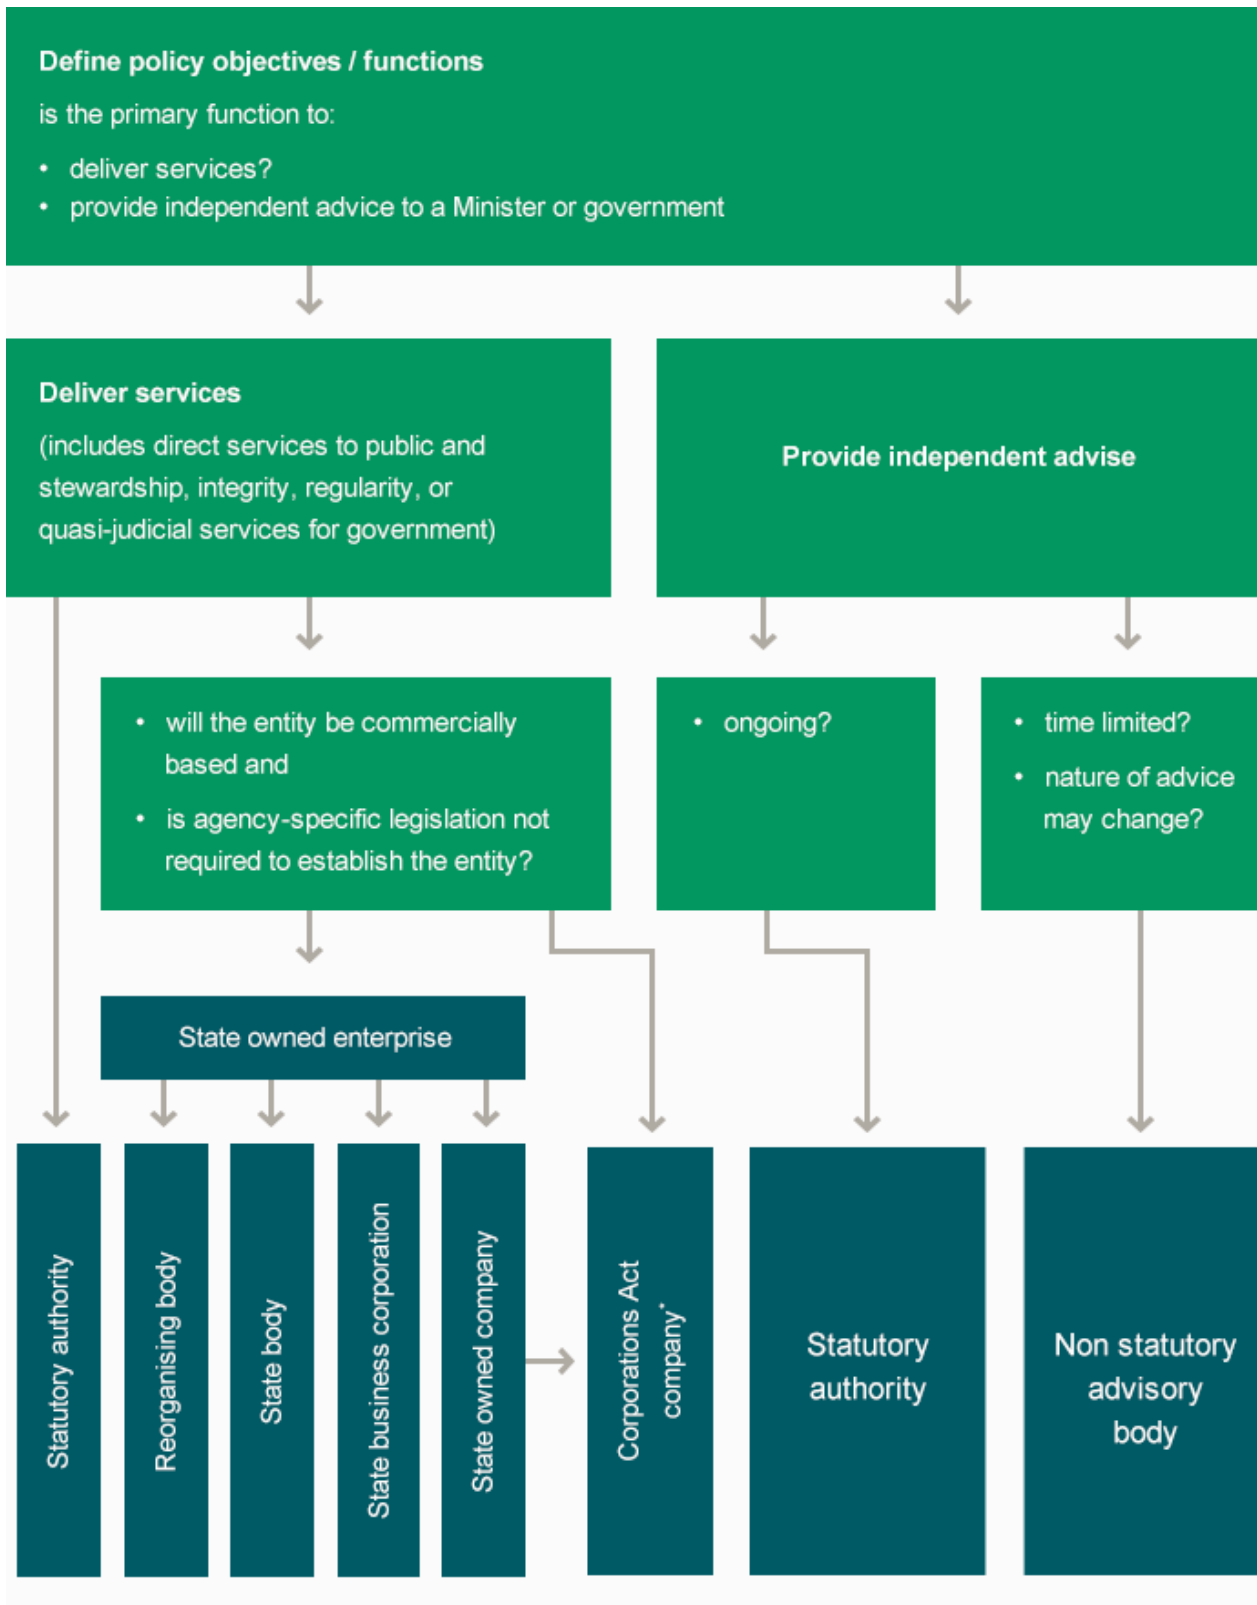 Define policy objectives / functions
is the primary function to:
• deliver services?
• provide independent advice to a Minister or government
Deliver services
(includes direct services to public and
stewardship, integrity, regularity, or
quasi-judicial services for government)
Provide independent advise
• will the entity be commercially
based and
• is agency-specific legislation not
required to establish the entity?
• ongoing?
• time limited?
• nature of advice
may change?
State owned enterprise
Statutory authority
Reorganising body
State body
State business corporation
State owned company
Corporations Act
company*
Statutory
authority
Non statutory
advisory
body